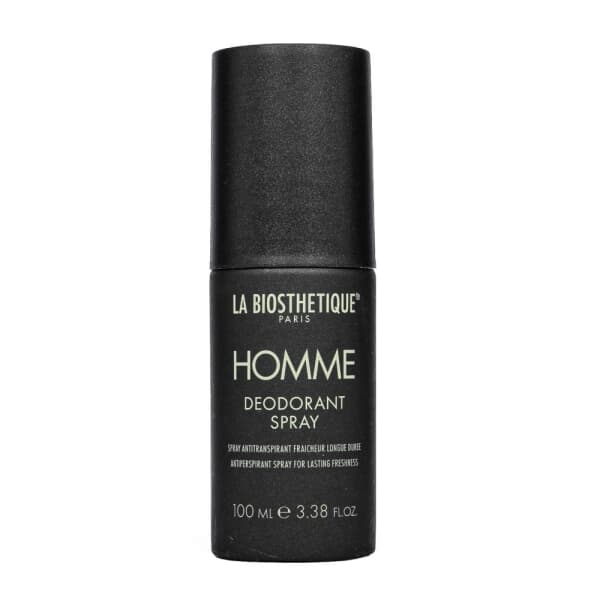 LA BIOSTHETIQUE®
PARIS
HOMME
DEODORANT
SPRAY
SPRAY ANTITRANSPIRANT FRAICHEUR LONGUE DURÉE
ANTIPERSPIRANT SPRAY FOR LASTING FRESHNESS
100 ML ℮ 3.38 FL.OZ.